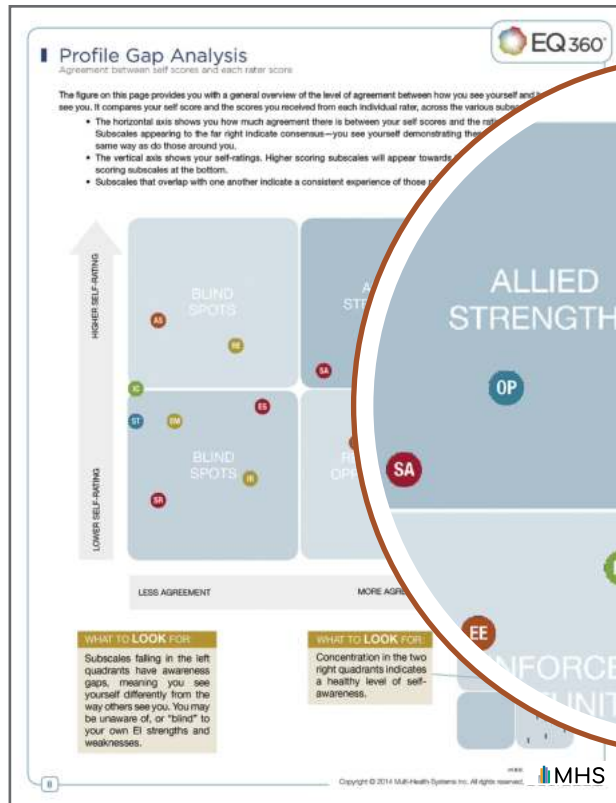 EQ360®
Profile Gap Analysis
Agreement between self scores and each rater score
The figure on this page provides you with a general overview of the level of agreement between how you see yourself and
see you. It compares your self score and the scores you received from each individual rater, across the various
• The horizontal axis shows you how much agreement there is between your self scores and the
Subscales appearing to the far right indicate consensus—you see yourself demonstrating
same way as do those around you.
• The vertical axis shows your self-ratings. Higher scoring subscales will appear towards
scoring subscales at the bottom.
• Subscales that overlap with one another indicate a consistent experience of those
HIGHER SELF-RATING
LOWER SELF-RATING
BLIND
SPOTS
AS
RE
SA
IC
ST
EM
ES
BLIND
SPOTS
IR
SR
ALLIED
STRENGTH
OP
SA
EE
NFORCE
UNIT
LESS AGREEMENT
MORE
WHAT TO LOOK FOR:
Subscales falling in the left
quadrants have awareness
gaps, meaning you see
yourself differently from the
way others see you. You may
be unaware of, or “blind” to
your own EI strengths and
weaknesses.
WHAT TO LOOK FOR:
Concentration in the two
right quadrants indicates
a healthy level of self-
awareness.
8
Copyright © 2014 Multi-Health Systems Inc. All rights reserved.
MHS